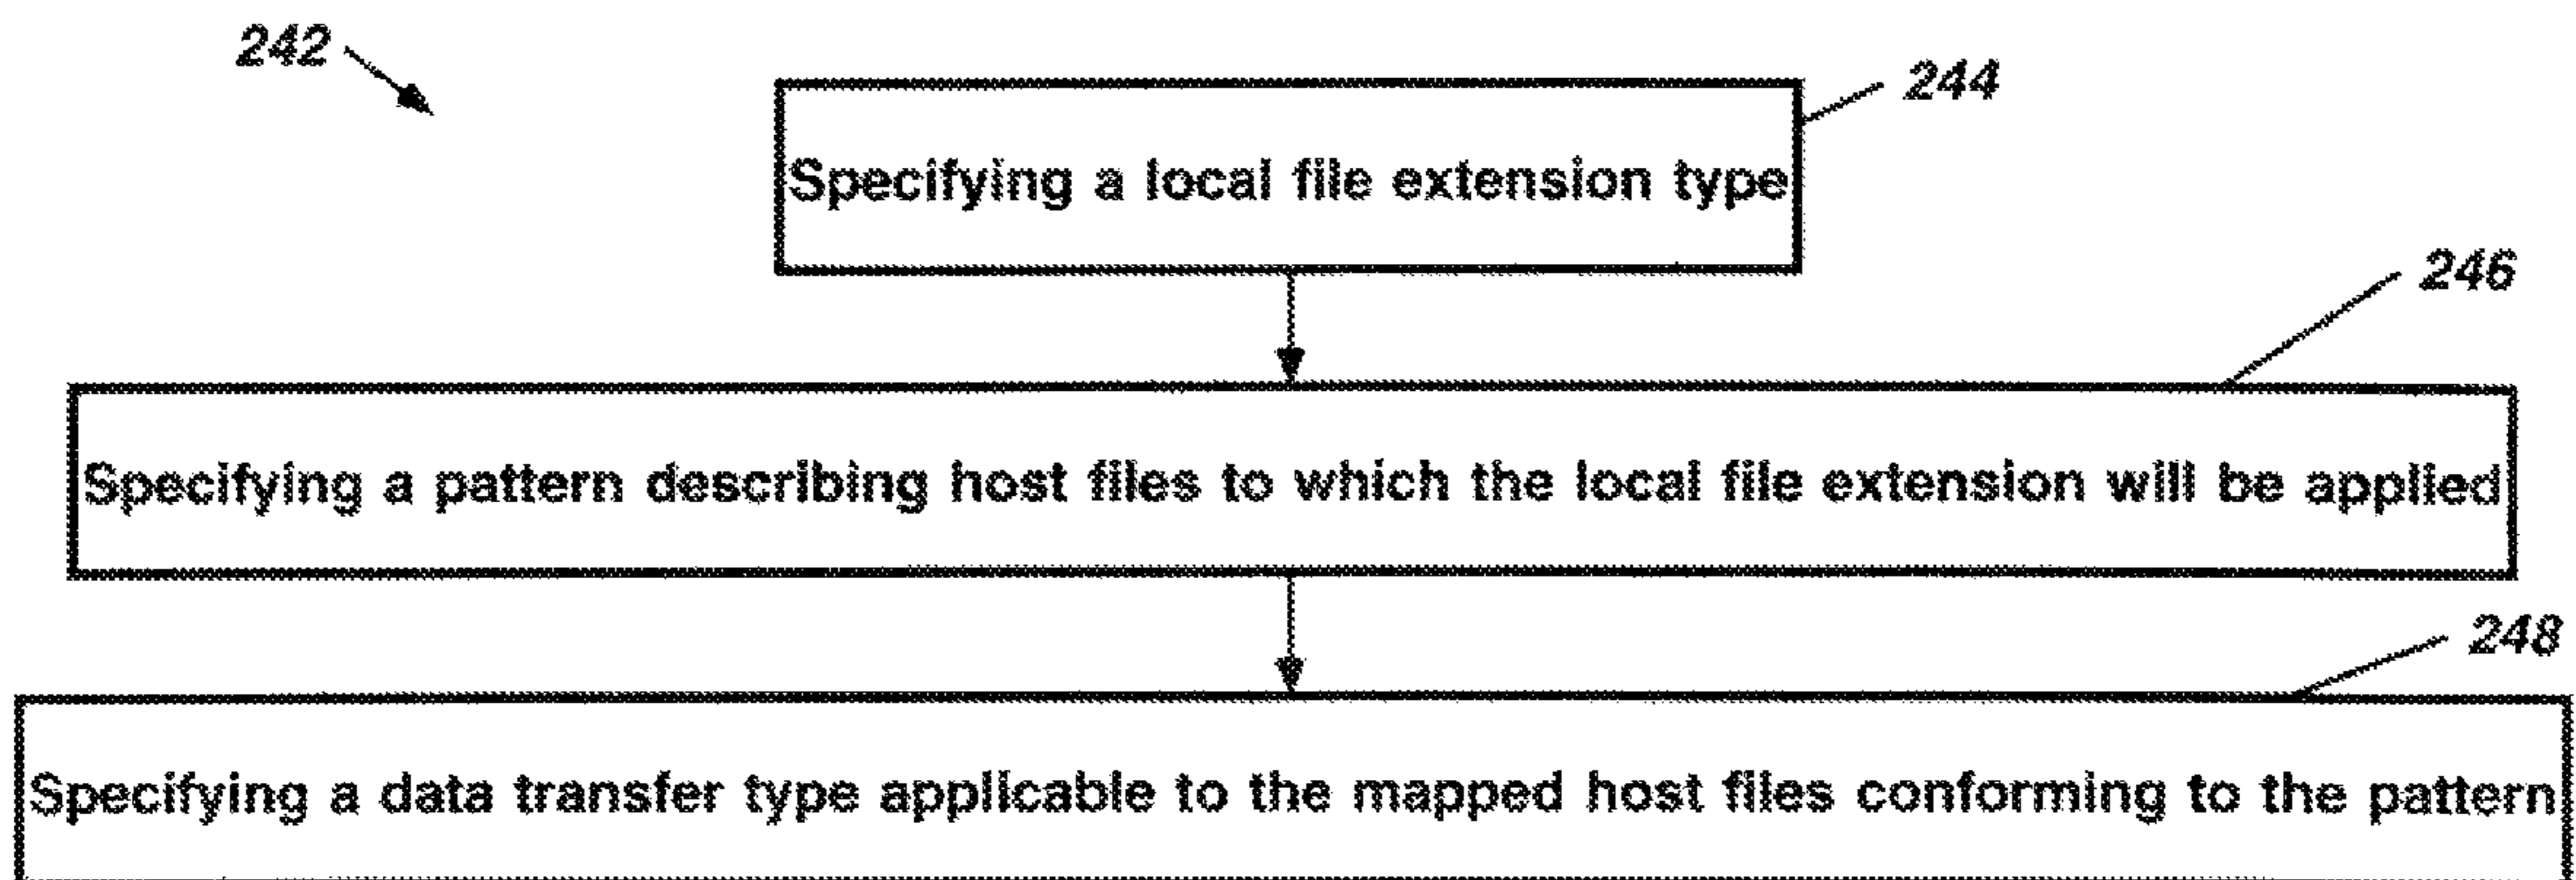 242
244
Specifying a local file extension type
246
Specifying a pattern describing host files to which the local file extension will be applied
248
Specifying a data transfer type applicable to the mapped host files conforming to the pattern